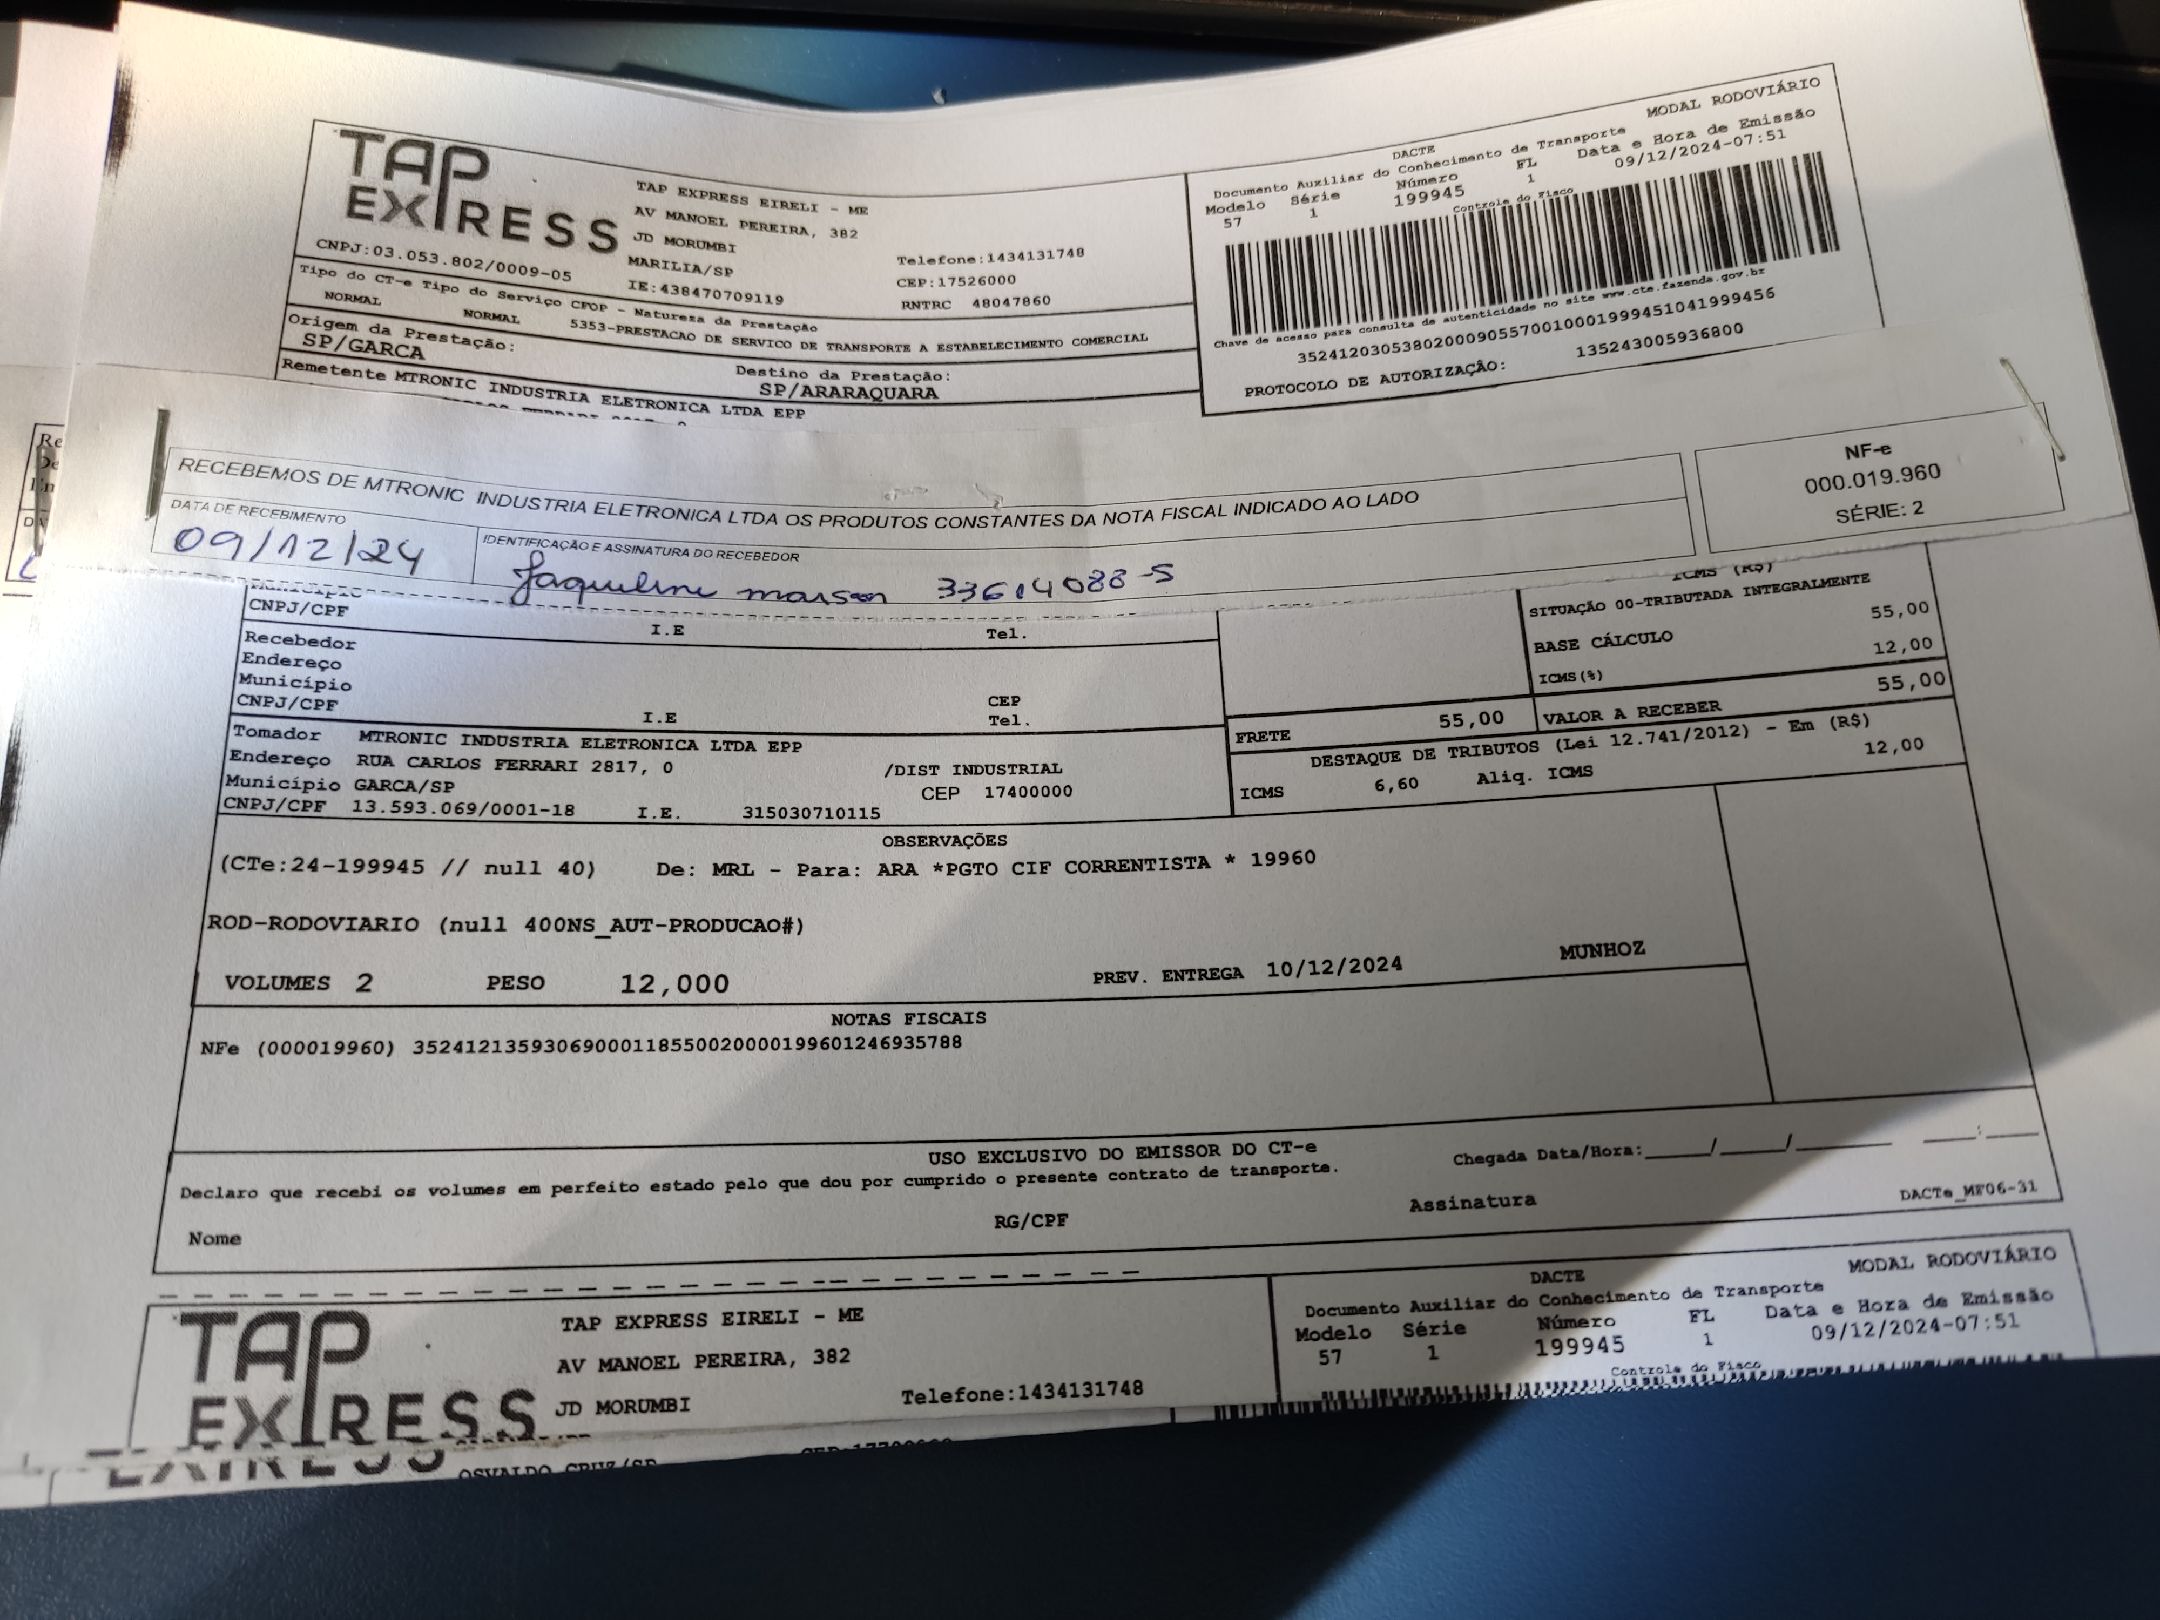 TAP
EXPRESS
TAP EXPRESS EIRELI - ME
AV MANOEL PEREIRA, 382
JD MORUMBI
MARILIA/SP
IE:438470709119
Telefone:1434131748
CEP:17526000
RNTRC 48047860
CNPJ:03.053.802/0009-05
Tipo do CT-e Tipo do Serviço CFOP - Natureza da Prestação
NORMAL NORMAL 5353-PRESTACAO DE SERVICO DE TRANSPORTE A ESTABELECIMENTO COMERCIAL
Origem da Prestação:
SP/GARCA
Destino da Prestação:
SP/ARARAQUARA
Remetente MTRONIC INDUSTRIA ELETRONICA LTDA EPP
DACTE
MODAL RODOVIÁRIO
Documento Auxiliar do Conhecimento de Transporte
Modelo Série Número FL Data e Hora de Emissão
57 1 199945 1 09/12/2024-07:51
Controle do Fisco
Chave de acesso para consulta de autenticidade no site www.cte.fazenda.gov.br
35241203053802000905570010001999451041999456
PROTOCOLO DE AUTORIZAÇÃO: 135243005936800
RECEBEMOS DE MTRONIC INDUSTRIA ELETRONICA LTDA OS PRODUTOS CONSTANTES DA NOTA FISCAL INDICADO AO LADO
DATA DE RECEBIMENTO
09/12/24
IDENTIFICAÇÃO E ASSINATURA DO RECEBEDOR
Jaqueline 33614088-5
NF-e
000.019.960
SÉRIE: 2
CNPJ/CPF I.E Tel.
Recebedor
Endereço
Município CEP
CNPJ/CPF I.E Tel.
ICMS (R$)
SITUAÇÃO 00-TRIBUTADA INTEGRALMENTE
BASE CÁLCULO 55,00
ICMS(%) 12,00
FRETE 55,00 VALOR A RECEBER 55,00
DESTAQUE DE TRIBUTOS (Lei 12.741/2012) - Em (R$)
ICMS 6,60 Aliq. ICMS 12,00
Tomador MTRONIC INDUSTRIA ELETRONICA LTDA EPP
Endereço RUA CARLOS FERRARI 2817, 0 /DIST INDUSTRIAL
Município GARCA/SP CEP 17400000
CNPJ/CPF 13.593.069/0001-18 I.E. 315030710115
OBSERVAÇÕES
(CTe:24-199945 // null 40) De: MRL - Para: ARA *PGTO CIF CORRENTISTA * 19960
ROD-RODOVIARIO (null 400NS_AUT-PRODUCAO#)
VOLUMES 2 PESO 12,000 PREV. ENTREGA 10/12/2024 MUNHOZ
NOTAS FISCAIS
NFe (000019960) 35241213593069000118550020000199601246935788
USO EXCLUSIVO DO EMISSOR DO CT-e
Declaro que recebi os volumes em perfeito estado pelo que dou por cumprido o presente contrato de transporte.
Chegada Data/Hora:_____/_____/_______ ____:____
Nome RG/CPF Assinatura
DACTe_MF06-31
TAP
EXPRESS
TAP EXPRESS EIRELI - ME
AV MANOEL PEREIRA, 382
JD MORUMBI
Telefone:1434131748
DACTE
MODAL RODOVIÁRIO
Documento Auxiliar do Conhecimento de Transporte
Modelo Série Número FL Data e Hora de Emissão
57 1 199945 1 09/12/2024-07:51
Controle do Fisco
EXPRESS
OSVALDO CRUZ/SP